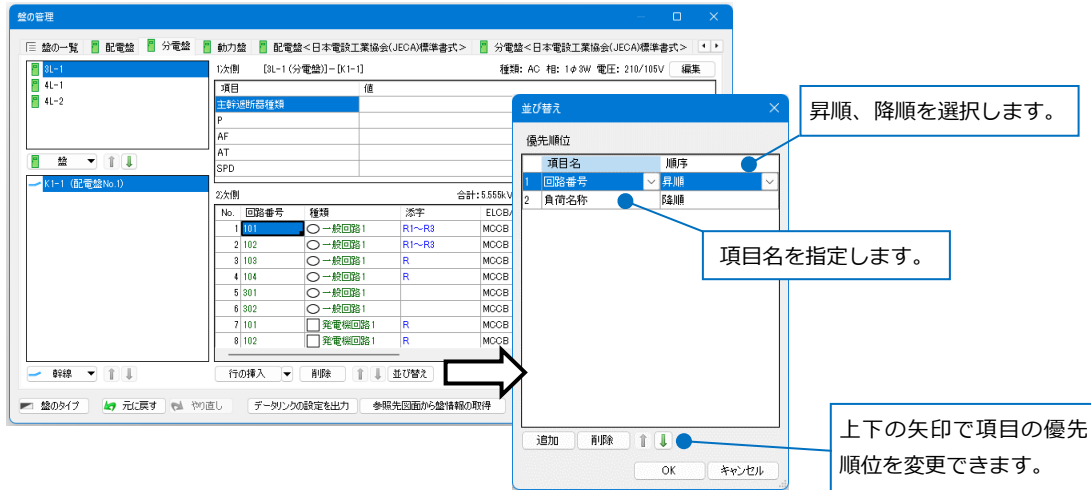 盤の管理
盤の一覧 配電盤 分電盤 動力盤 配電盤<日本電設工業協会(JECA)標準書式> 分電盤<日本電設工業協会(JECA)標準書式>
3L-1
4L-1
4L-2
盤
K1-1 (配電盤No.1)
幹線
1次側 [3L-1(分電盤)]-[K1-1] 種類: AC 相: 1φ3W 電圧: 210/105V 編集
項目 値
主幹遮断器種類
P
AF
AT
SPD
2次側 合計:5.555kV
No. 回路番号 種類 添字 ELCB/
1 101 一般回路1 R1～R3 MCCB
2 102 一般回路1 R1～R3 MCCB
3 103 一般回路1 R MCCB
4 104 一般回路1 R MCCB
5 301 一般回路1 MCCB
6 302 一般回路1 MCCB
7 101 発電機回路1 R MCCB
8 102 発電機回路1 R MCCB
行の挿入 削除 並び替え
盤のタイプ 元に戻す やり直し データリンクの設定を出力 参照先図面から盤情報の取得
並び替え
優先順位
項目名 順序
1 回路番号 昇順
2 負荷名称 降順
追加 削除
OK キャンセル
昇順、降順を選択します。
項目名を指定します。
上下の矢印で項目の優先
順位を変更できます。